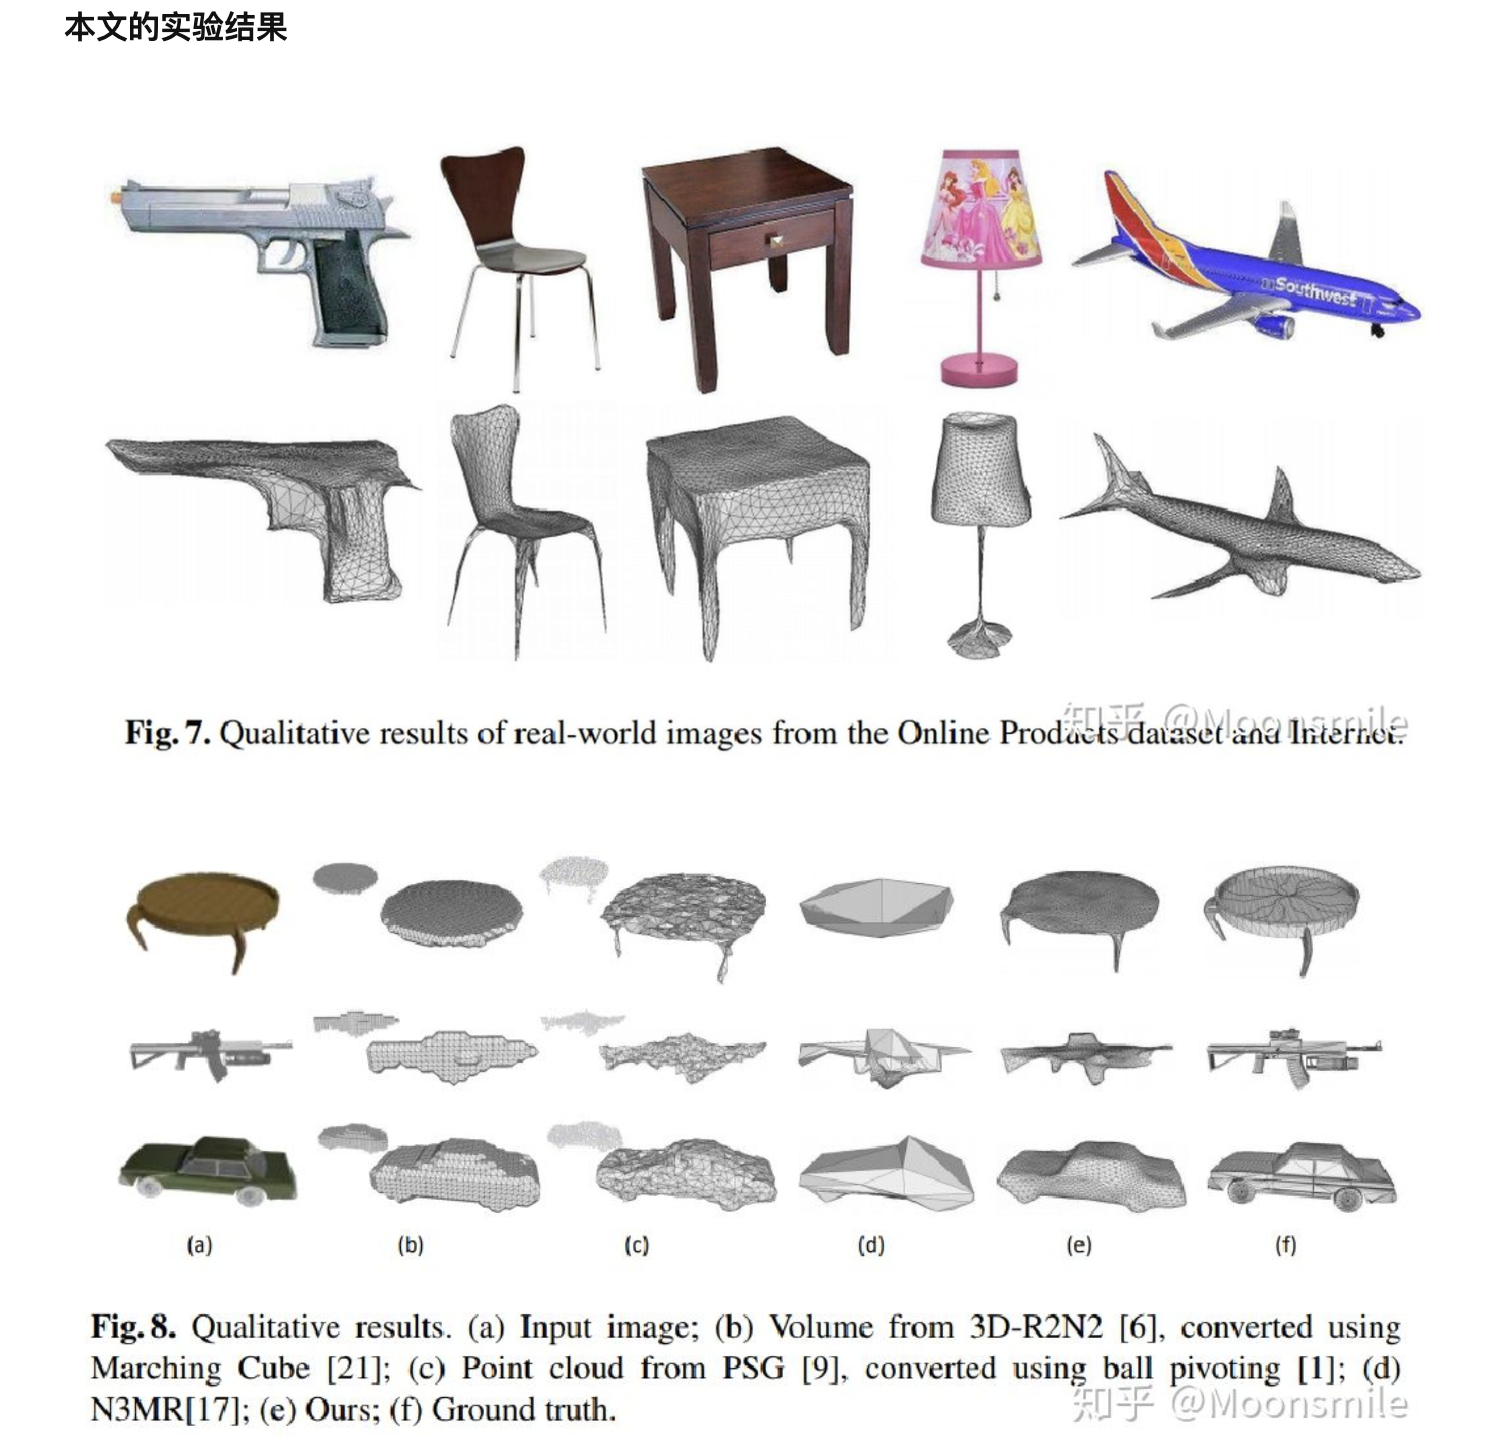 本文的实验结果
Southwest
Fig. 7. Qualitative results of real-world images from the Online Products dataset and Internet.
知乎 @Moonsmile
(a) (b) (c) (d) (e) (f)
Fig. 8. Qualitative results. (a) Input image; (b) Volume from 3D-R2N2 [6], converted using
Marching Cube [21]; (c) Point cloud from PSG [9], converted using ball pivoting [1]; (d)
N3MR[17]; (e) Ours; (f) Ground truth.
知乎 @Moonsmile